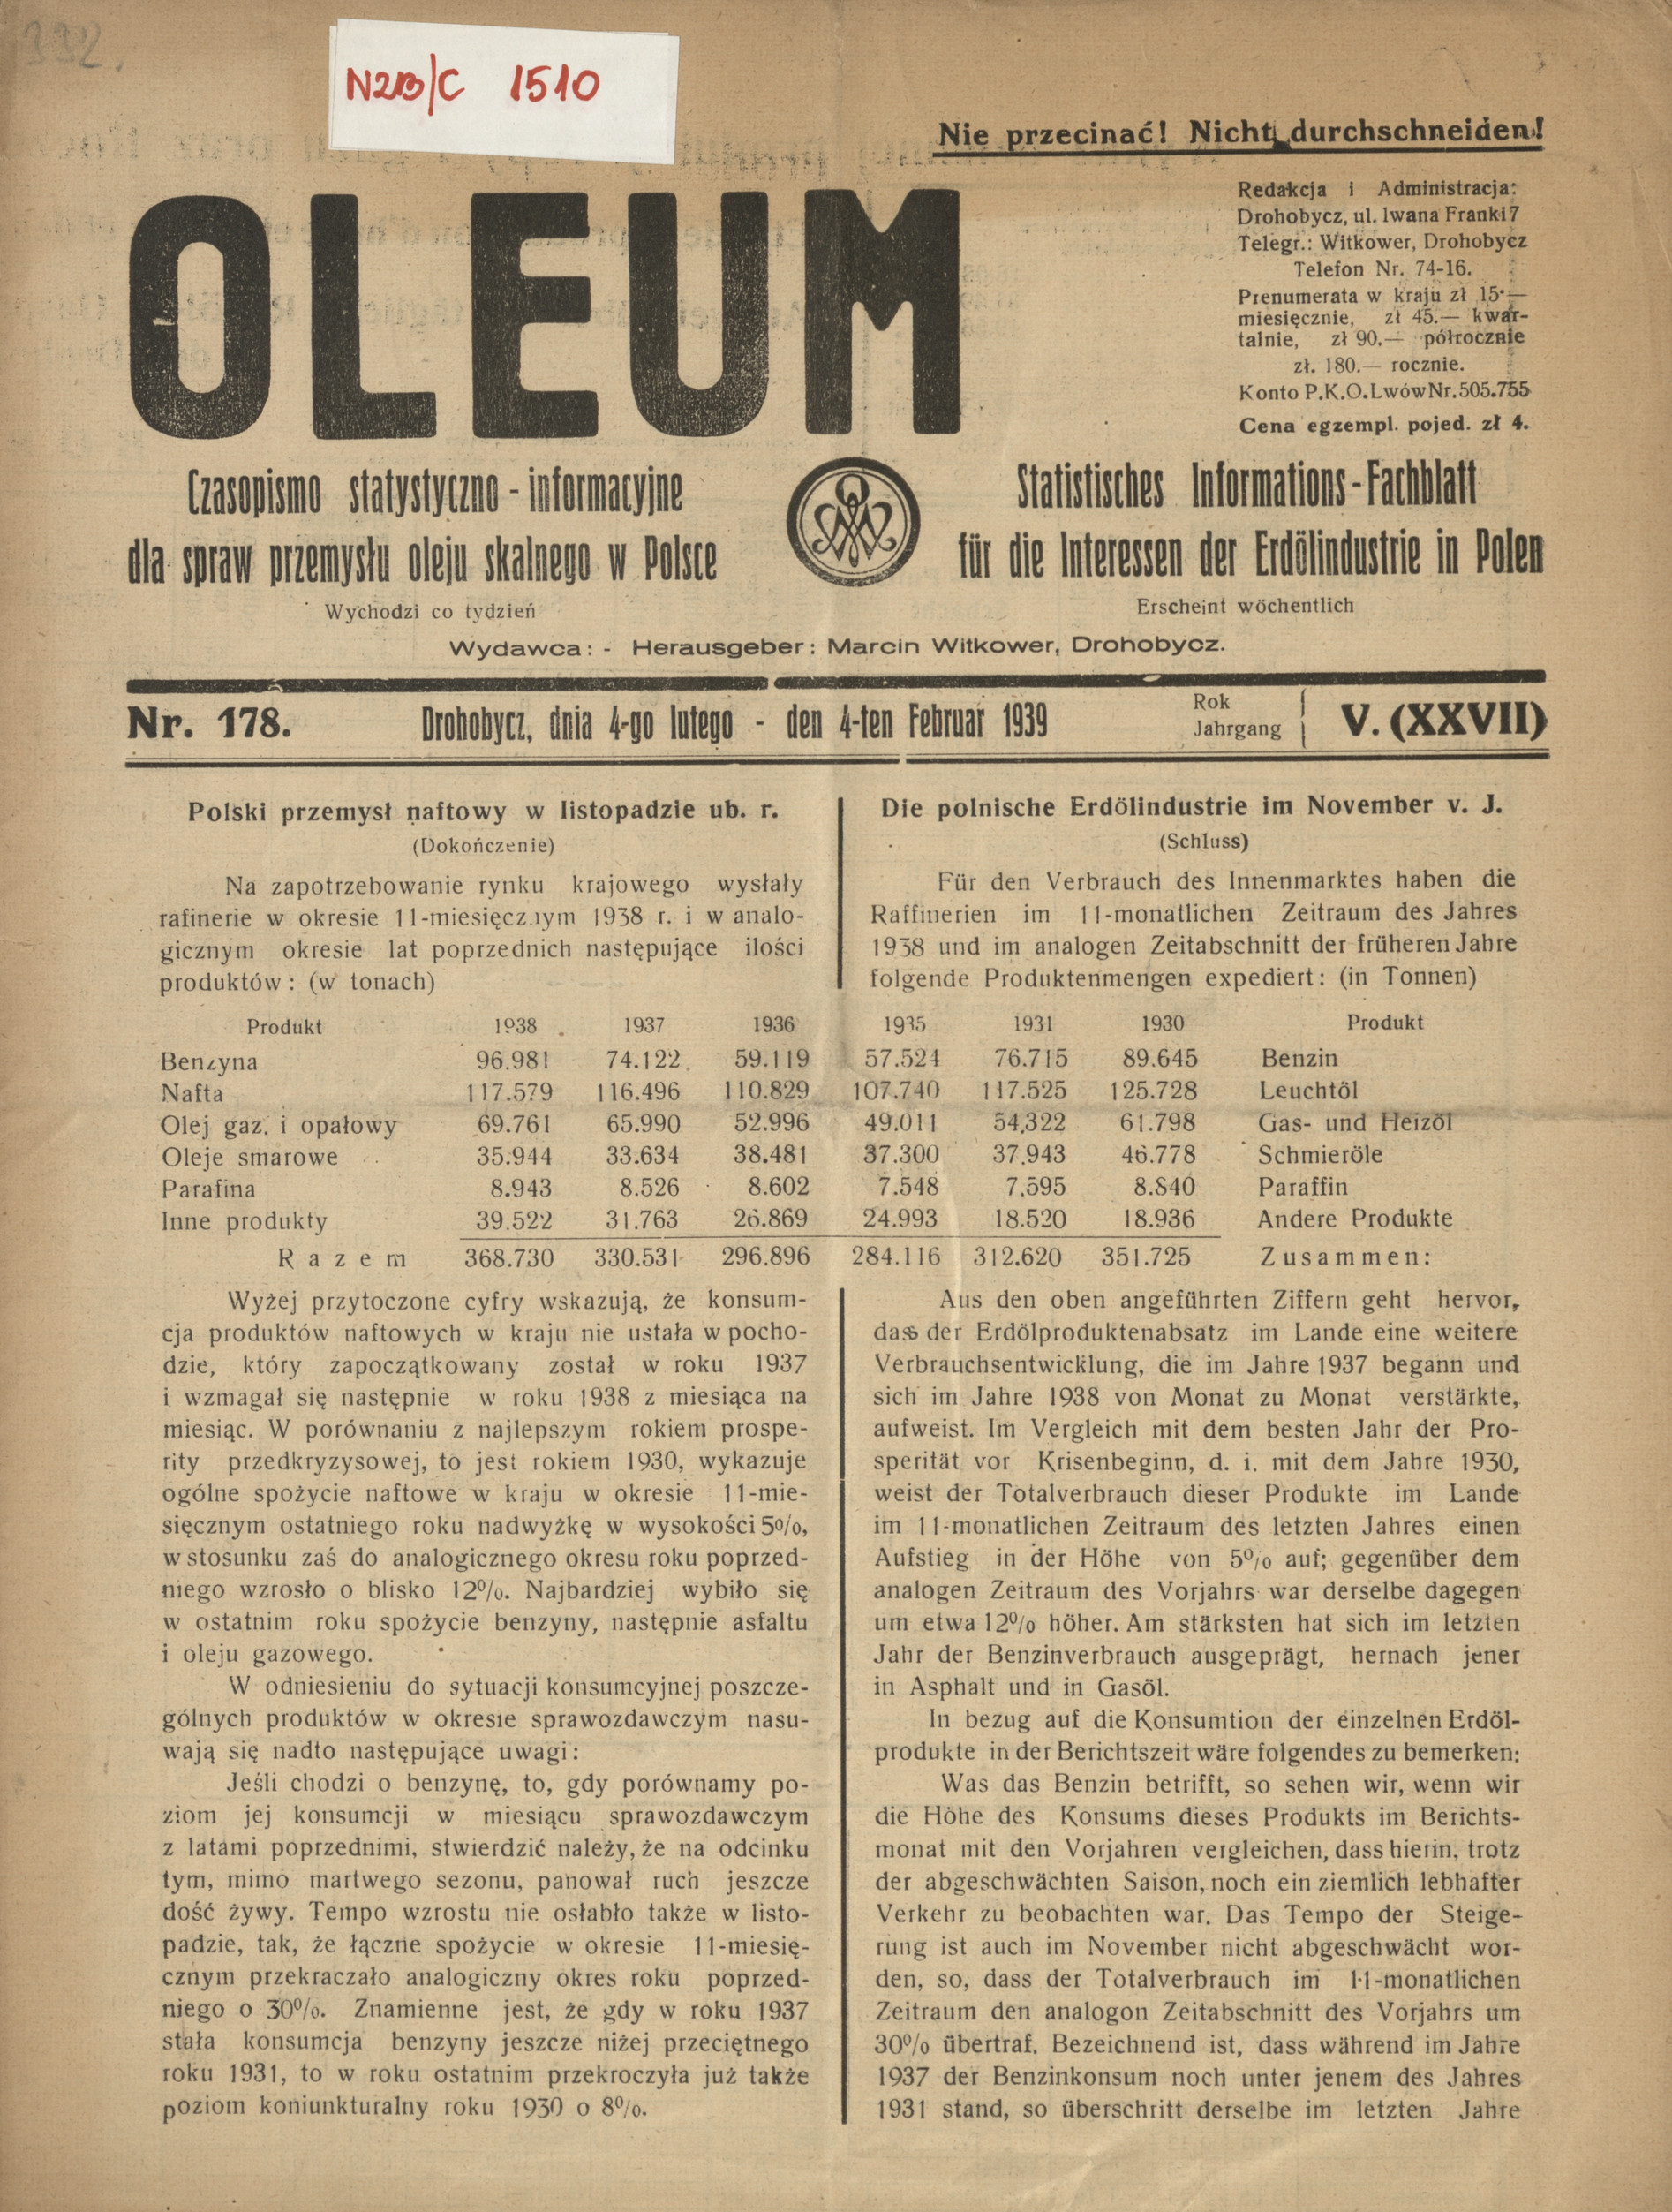 332.
N2B/C 1510
Nie przecinać! Nicht durchschneiden!
OLEUM
Redakcja i Administracja:
Drohobycz, ul. Iwana Franki 7
Telegr.: Witkower, Drohobycz
Telefon Nr. 74-16.
Prenumerata w kraju zł 15·—
miesięcznie, zł 45.— kwar-
talnie, zł 90.— półrocznie
zł. 180.— rocznie.
Konto P.K.O. Lwów Nr. 505.755
Cena egzempl. pojed. zł 4.
Czasopismo statystyczno - informacyjne
dla spraw przemysłu oleju skalnego w Polsce
Wychodzi co tydzień
Statistisches Informations - Fachblatt
für die Interessen der Erdölindustrie in Polen
Erscheint wöchentlich
Wydawca: - Herausgeber: Marcin Witkower, Drohobycz.
Nr. 178. Drohobycz, dnia 4-go lutego - den 4-ten Februar 1939 Rok Jahrgang V. (XXVII)
Polski przemysł naftowy w listopadzie ub. r.
(Dokończenie)
Na zapotrzebowanie rynku krajowego wysłały
rafinerie w okresie 11-miesięcznym 1938 r. i w analo-
gicznym okresie lat poprzednich następujące ilości
produktów: (w tonach)
Die polnische Erdölindustrie im November v. J.
(Schluss)
Für den Verbrauch des Innenmarktes haben die
Raffinerien im 11-monatlichen Zeitraum des Jahres
1938 und im analogen Zeitabschnitt der früheren Jahre
folgende Produktenmengen expediert: (in Tonnen)
Produkt 1938 1937 1936 1935 1931 1930 Produkt
Benzyna 96.981 74.122 59.119 57.524 76.715 89.645 Benzin
Nafta 117.579 116.496 110.829 107.740 117.525 125.728 Leuchtöl
Olej gaz. i opałowy 69.761 65.990 52.996 49.011 54,322 61.798 Gas- und Heizöl
Oleje smarowe 35.944 33.634 38.481 37.300 37.943 46.778 Schmieröle
Parafina 8.943 8.526 8.602 7.548 7,595 8.840 Paraffin
Inne produkty 39.522 31.763 26.869 24.993 18.520 18.936 Andere Produkte
Razem 368.730 330.531 296.896 284.116 312.620 351.725 Zusammen:
Wyżej przytoczone cyfry wskazują, że konsum-
cja produktów naftowych w kraju nie ustała w pocho-
dzie, który zapoczątkowany został w roku 1937
i wzmagał się następnie w roku 1938 z miesiąca na
miesiąc. W porównaniu z najlepszym rokiem prospe-
rity przedkryzysowej, to jest rokiem 1930, wykazuje
ogólne spożycie naftowe w kraju w okresie 11-mie-
sięcznym ostatniego roku nadwyżkę w wysokości 5%,
w stosunku zaś do analogicznego okresu roku poprzed-
niego wzrosło o blisko 12%. Najbardziej wybiło się
w ostatnim roku spożycie benzyny, następnie asfaltu
i oleju gazowego.
W odniesieniu do sytuacji konsumcyjnej poszcze-
gólnych produktów w okresie sprawozdawczym nasu-
wają się nadto następujące uwagi:
Jeśli chodzi o benzynę, to, gdy porównamy po-
ziom jej konsumcji w miesiącu sprawozdawczym
z latami poprzednimi, stwierdzić należy, że na odcinku
tym, mimo martwego sezonu, panował ruch jeszcze
dość żywy. Tempo wzrostu nie osłabło także w listo-
padzie, tak, że łączne spożycie w okresie 11-miesię-
cznym przekraczało analogiczny okres roku poprzed-
niego o 30%. Znamienne jest, że gdy w roku 1937
stała konsumcja benzyny jeszcze niżej przeciętnego
roku 1931, to w roku ostatnim przekroczyła już także
poziom koniunkturalny roku 1930 o 8%.
Aus den oben angeführten Ziffern geht hervor,
dass der Erdölproduktenabsatz im Lande eine weitere
Verbrauchsentwicklung, die im Jahre 1937 begann und
sich im Jahre 1938 von Monat zu Monat verstärkte,
aufweist. Im Vergleich mit dem besten Jahr der Pro-
sperität vor Krisenbeginn, d. i. mit dem Jahre 1930,
weist der Totalverbrauch dieser Produkte im Lande
im 11-monatlichen Zeitraum des letzten Jahres einen
Aufstieg in der Höhe von 5% auf; gegenüber dem
analogen Zeitraum des Vorjahrs war derselbe dagegen
um etwa 12% höher. Am stärksten hat sich im letzten
Jahr der Benzinverbrauch ausgeprägt, hernach jener
in Asphalt und in Gasöl.
In bezug auf die Konsumtion der einzelnen Erdöl-
produkte in der Berichtszeit wäre folgendes zu bemerken:
Was das Benzin betrifft, so sehen wir, wenn wir
die Höhe des Konsums dieses Produkts im Berichts-
monat mit den Vorjahren vergleichen, dass hierin, trotz
der abgeschwächten Saison, noch ein ziemlich lebhafter
Verkehr zu beobachten war. Das Tempo der Steige-
rung ist auch im November nicht abgeschwächt wor-
den, so, dass der Totalverbrauch im 11-monatlichen
Zeitraum den analogon Zeitabschnitt des Vorjahrs um
30% übertraf. Bezeichnend ist, dass während im Jahre
1937 der Benzinkonsum noch unter jenem des Jahres
1931 stand, so überschritt derselbe im letzten Jahre